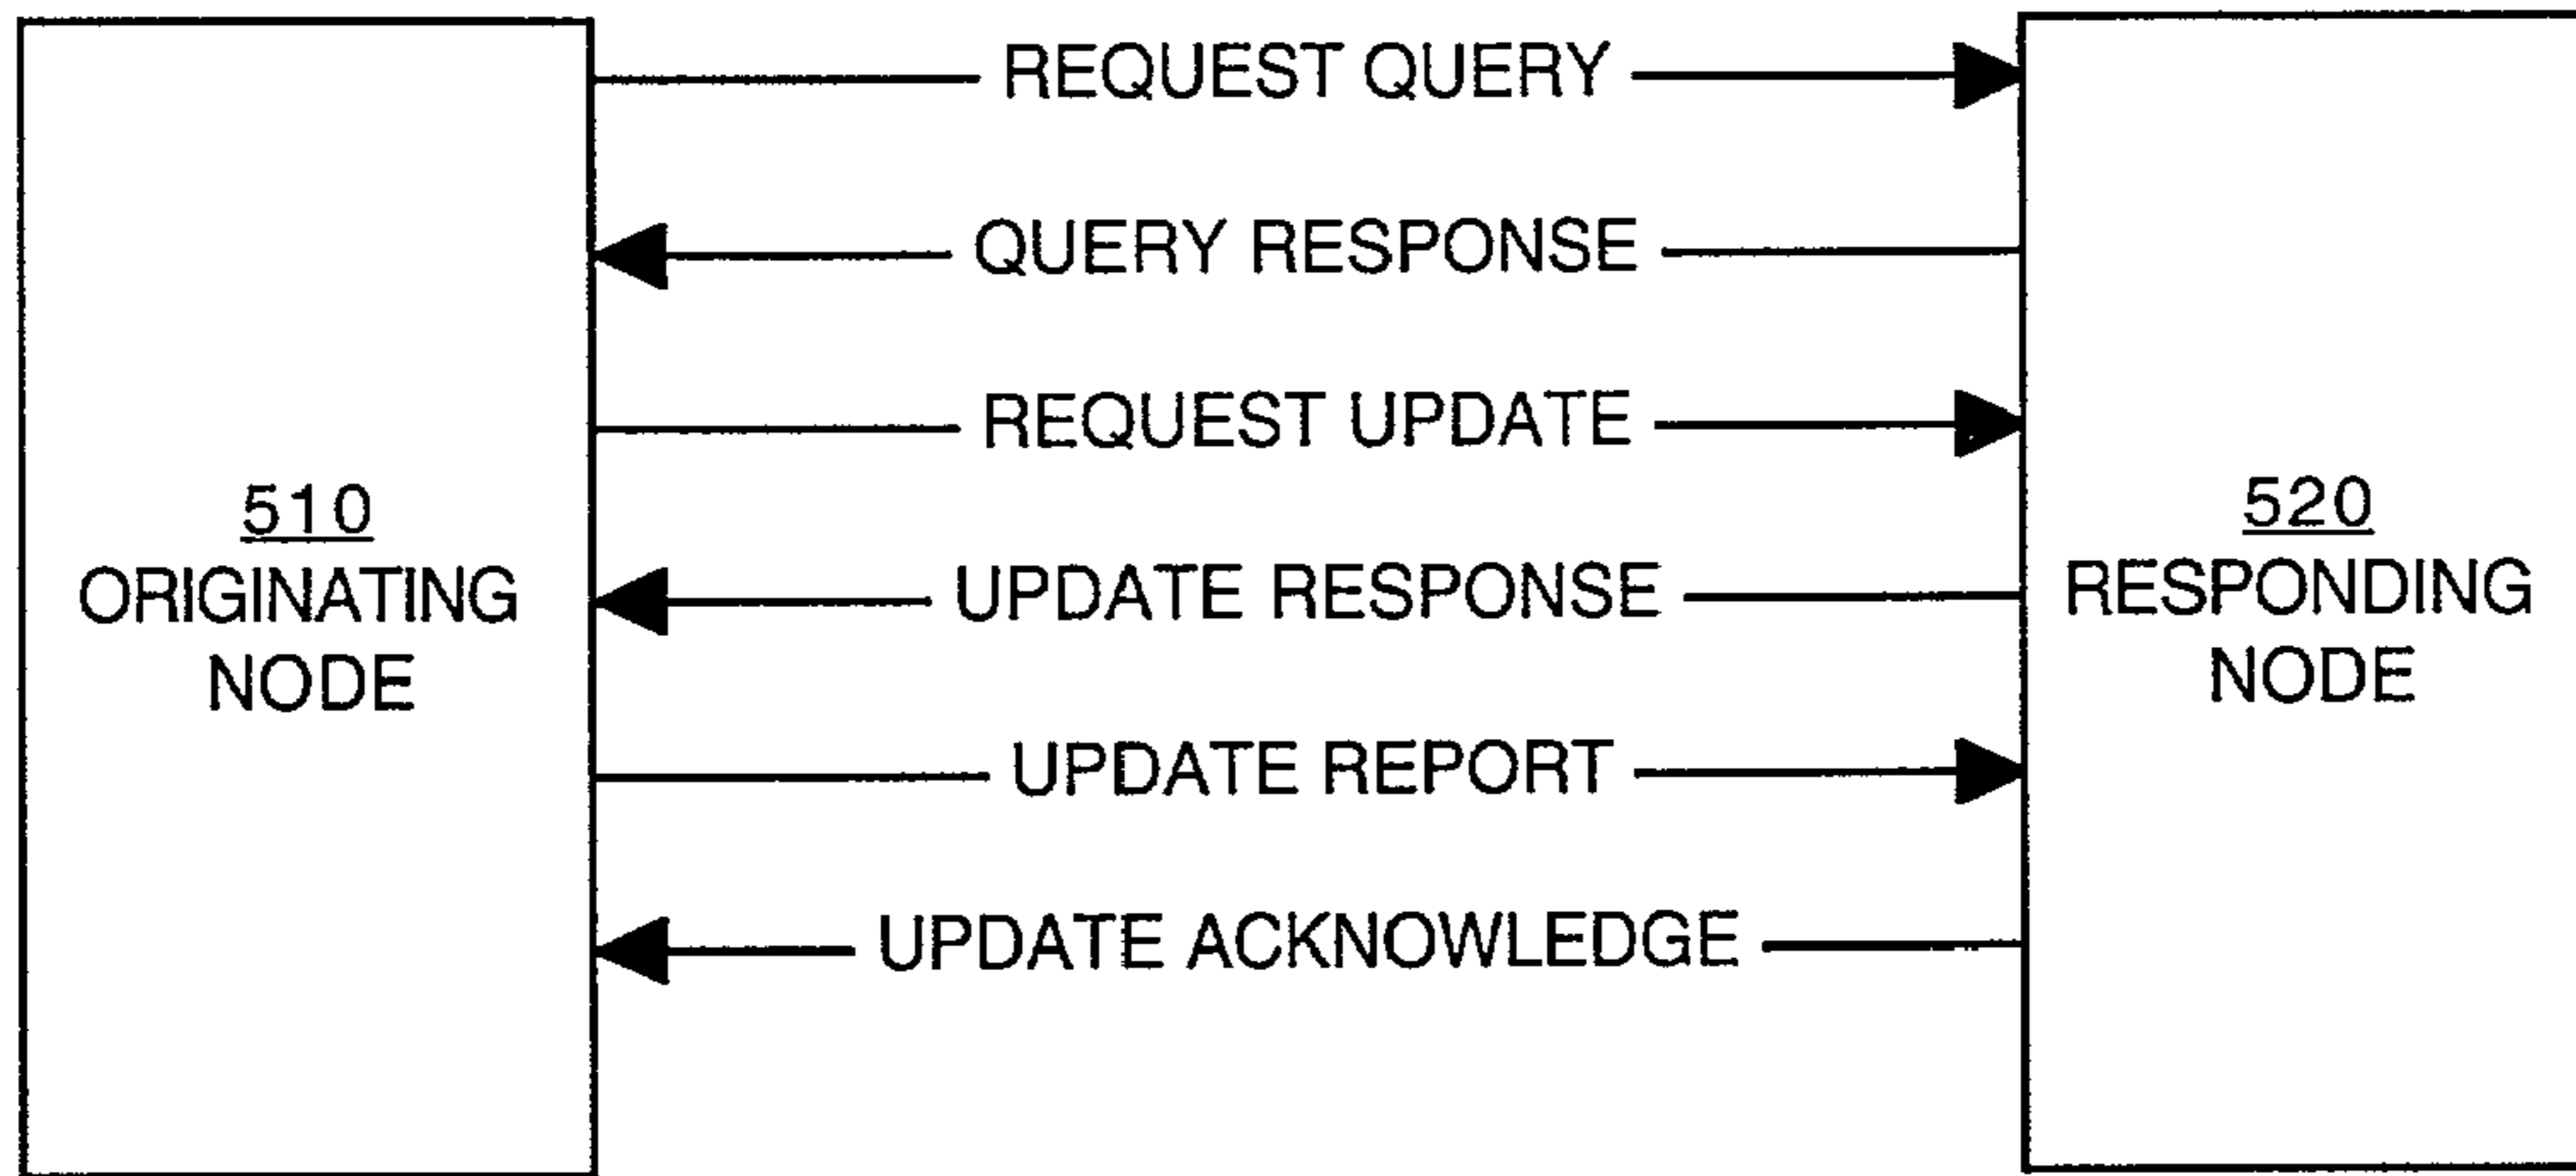 REQUEST QUERY
QUERY RESPONSE
REQUEST UPDATE
510
ORIGINATING
NODE
UPDATE RESPONSE
520
RESPONDING
NODE
UPDATE REPORT
UPDATE ACKNOWLEDGE